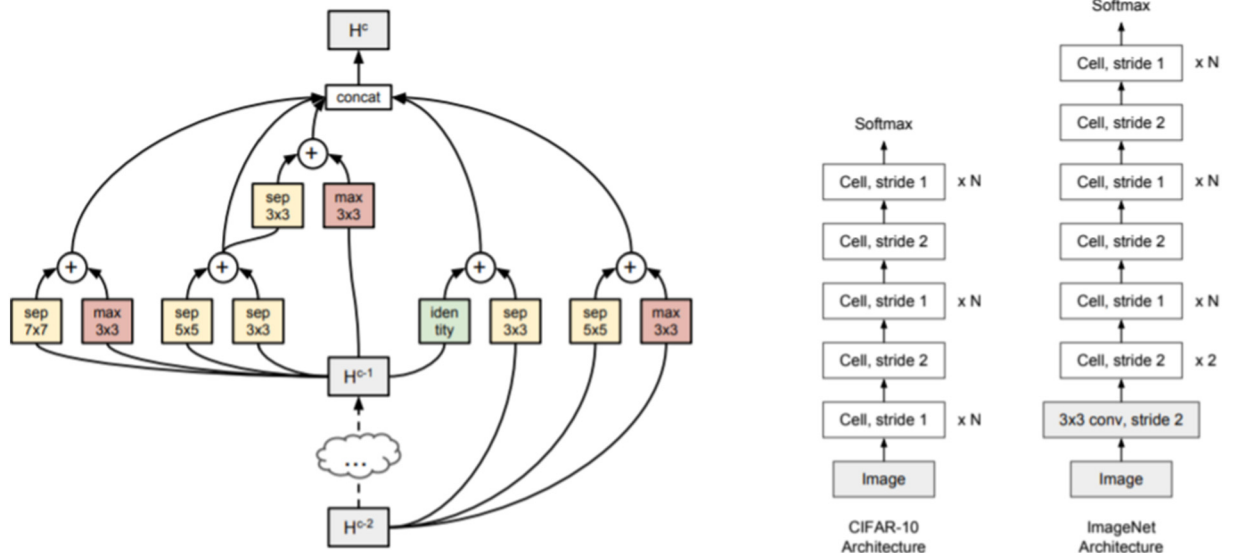 H^c
concat
+
sep
3x3
max
3x3
+
+
+
+
sep
7x7
max
3x3
sep
5x5
sep
3x3
iden
tity
sep
3x3
sep
5x5
max
3x3
H^c-1
...
H^c-2
Softmax
Cell, stride 1 x N
Cell, stride 2
Cell, stride 1 x N
Cell, stride 2
Cell, stride 1 x N
Image
CIFAR-10
Architecture
Softmax
Cell, stride 1 x N
Cell, stride 2
Cell, stride 1 x N
Cell, stride 2
Cell, stride 1 x N
Cell, stride 2 x 2
3x3 conv, stride 2
Image
ImageNet
Architecture